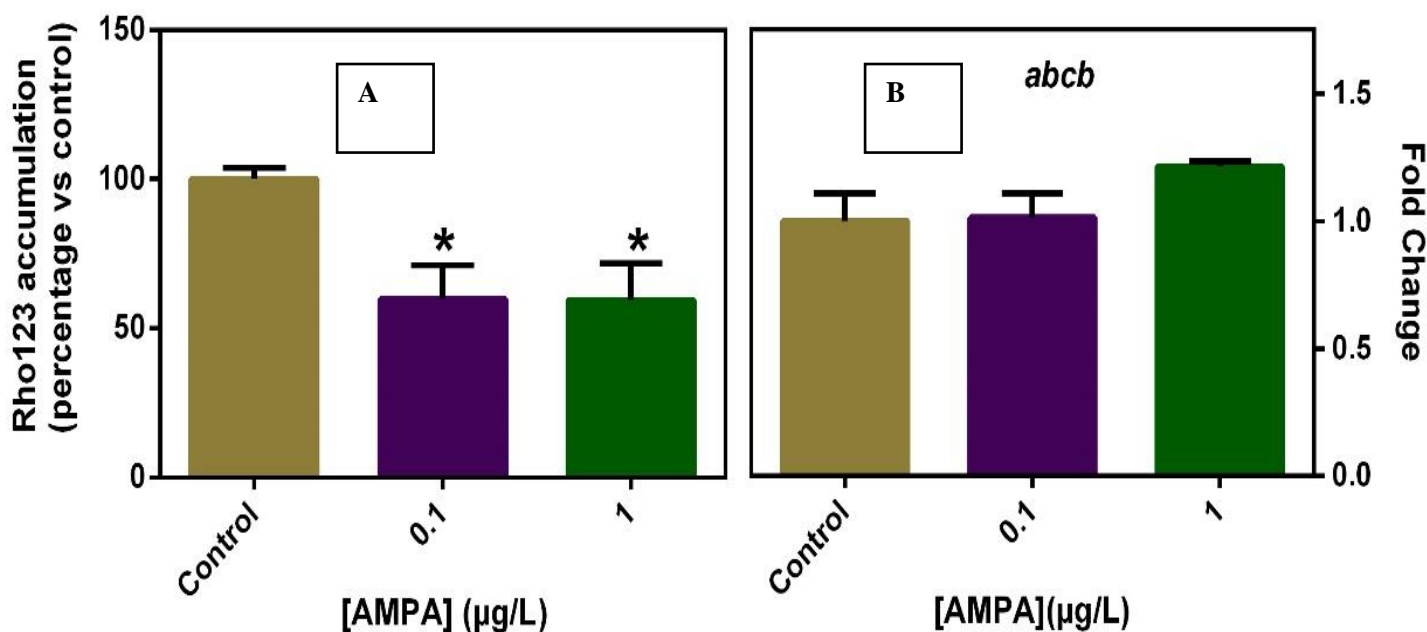 Rho123 accumulation
(percentage vs control)
150
100
50
0
A
*
*
Control
0.1
1
[AMPA] (µg/L)
B
abcb
Control
0.1
1
[AMPA](µg/L)
1.5
1.0
0.5
0.0
Fold Change